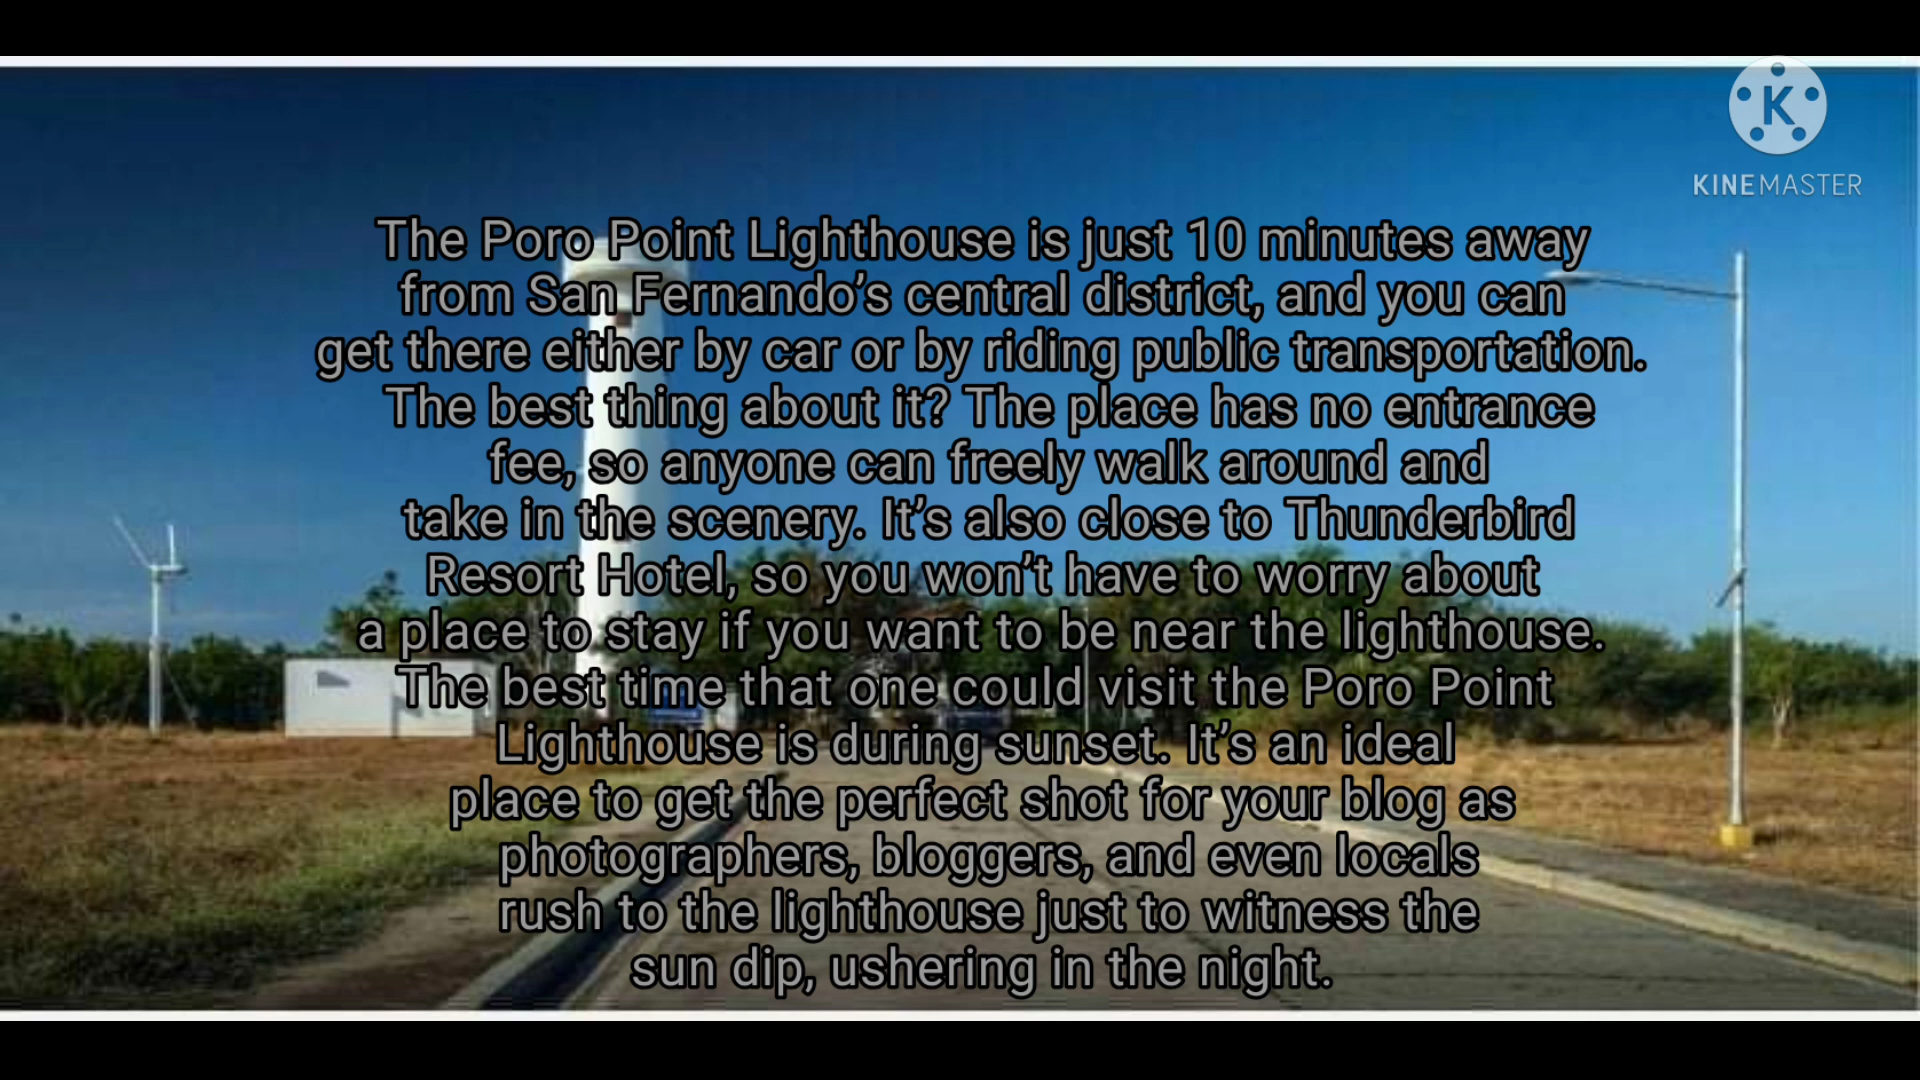 K
KINEMASTER
The Poro Point Lighthouse is just 10 minutes away
from San Fernando’s central district, and you can
get there either by car or by riding public transportation.
The best thing about it? The place has no entrance
fee, so anyone can freely walk around and
take in the scenery. It’s also close to Thunderbird
Resort Hotel, so you won’t have to worry about
a place to stay if you want to be near the lighthouse.
The best time that one could visit the Poro Point
Lighthouse is during sunset. It’s an ideal
place to get the perfect shot for your blog as
photographers, bloggers, and even locals
rush to the lighthouse just to witness the
sun dip, ushering in the night.